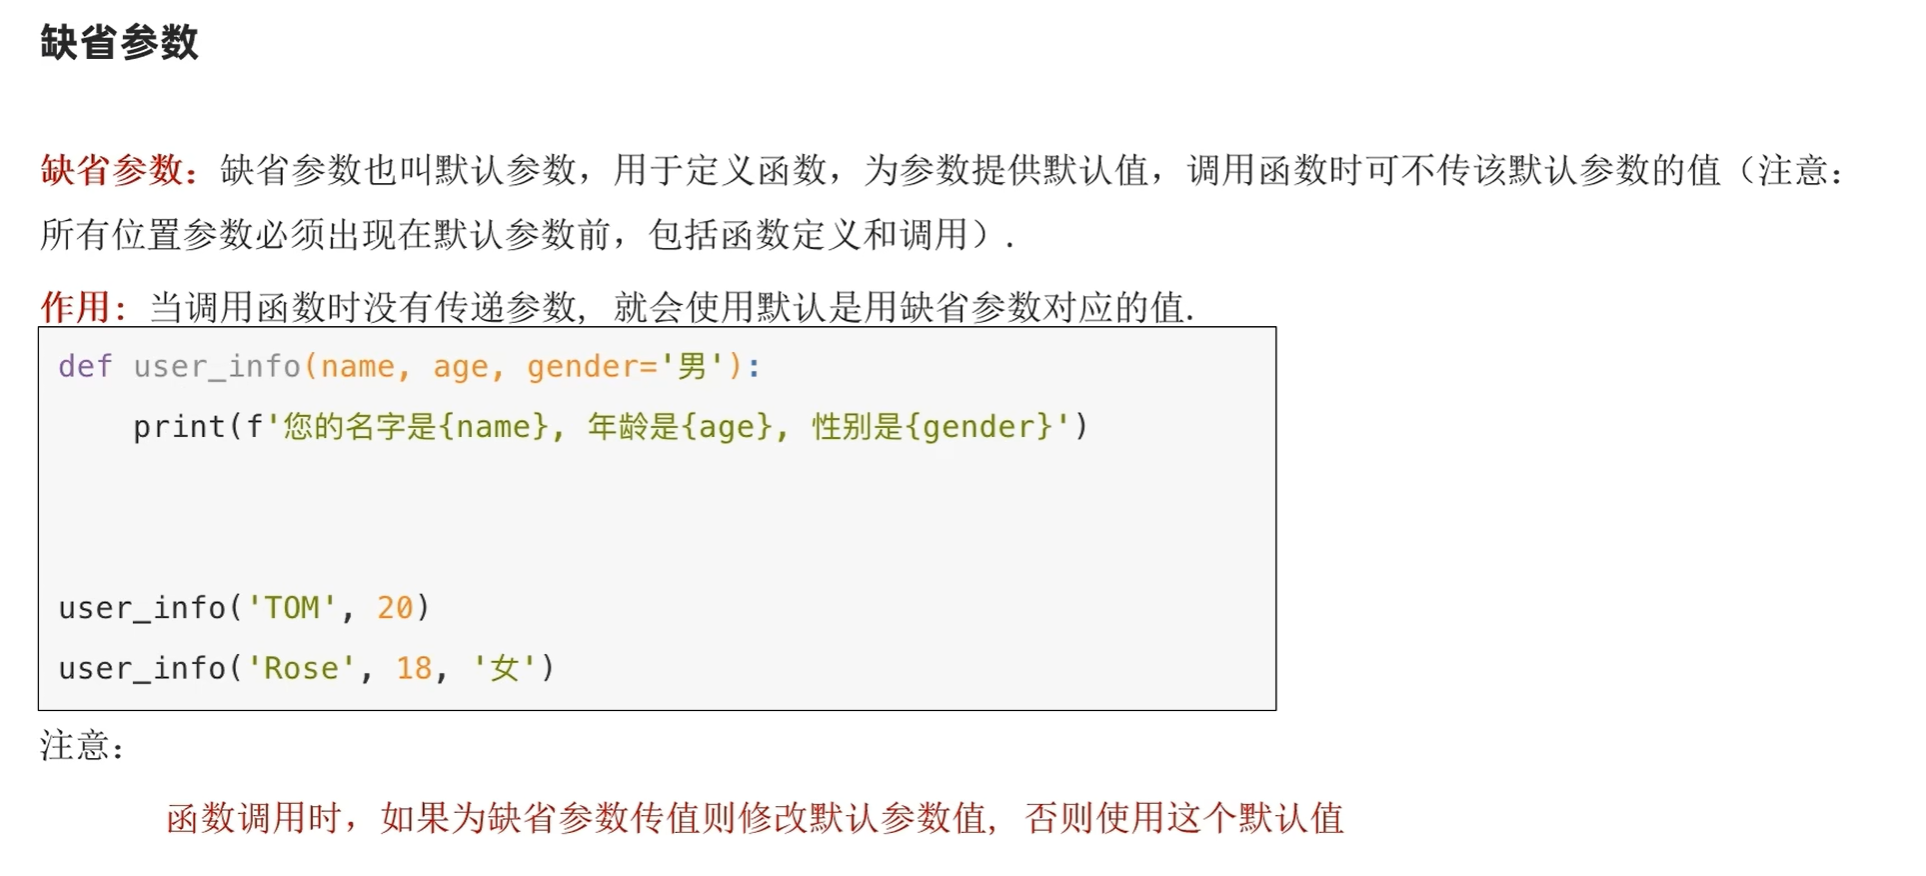 缺省参数
缺省参数：缺省参数也叫默认参数，用于定义函数，为参数提供默认值，调用函数时可不传该默认参数的值（注意：
所有位置参数必须出现在默认参数前，包括函数定义和调用）.
作用：当调用函数时没有传递参数, 就会使用默认是用缺省参数对应的值.
def user_info(name, age, gender='男'):
    print(f'您的名字是{name}, 年龄是{age}, 性别是{gender}')
user_info('TOM', 20)
user_info('Rose', 18, '女')
注意：
函数调用时，如果为缺省参数传值则修改默认参数值, 否则使用这个默认值